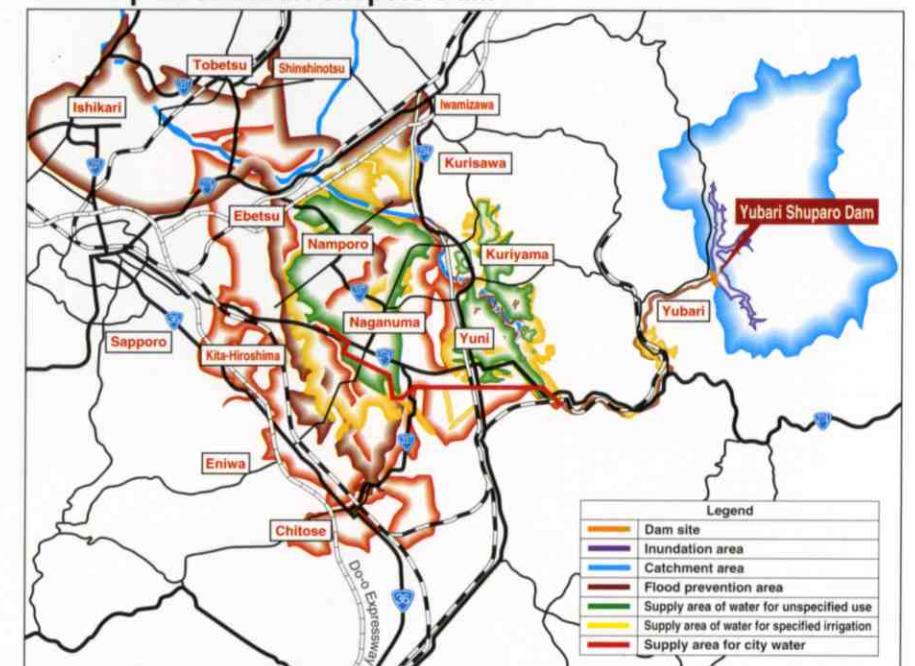 Tobetsu
Shinshinotsu
Ishikari
Iwamizawa
Kurisawa
Ebetsu
Yubari Shuparo Dam
Namporo
Kuriyama
Naganuma
Yubari
Sapporo
Yuni
Kita-Hiroshima
Eniwa
Chitose
Do-o Expressway
36
Legend
Dam site
Inundation area
Catchment area
Flood prevention area
Supply area of water for unspecified use
Supply area of water for specified irrigation
Supply area for city water